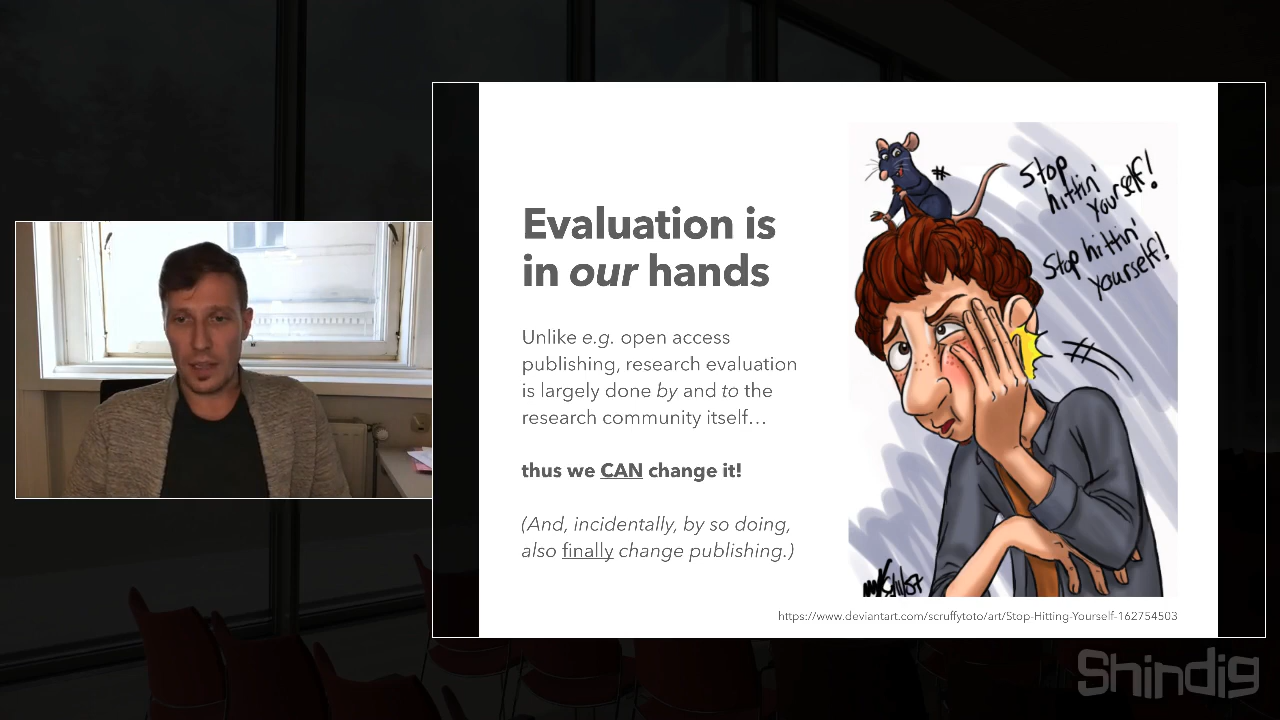 Evaluation is
in our hands
Unlike e.g. open access
publishing, research evaluation
is largely done by and to the
research community itself…
thus we CAN change it!
(And, incidentally, by so doing,
also finally change publishing.)
Stop
hittin'
yourself!
Stop hittin'
yourself!
https://www.deviantart.com/scruffytoto/art/Stop-Hitting-Yourself-162754503
Shindig